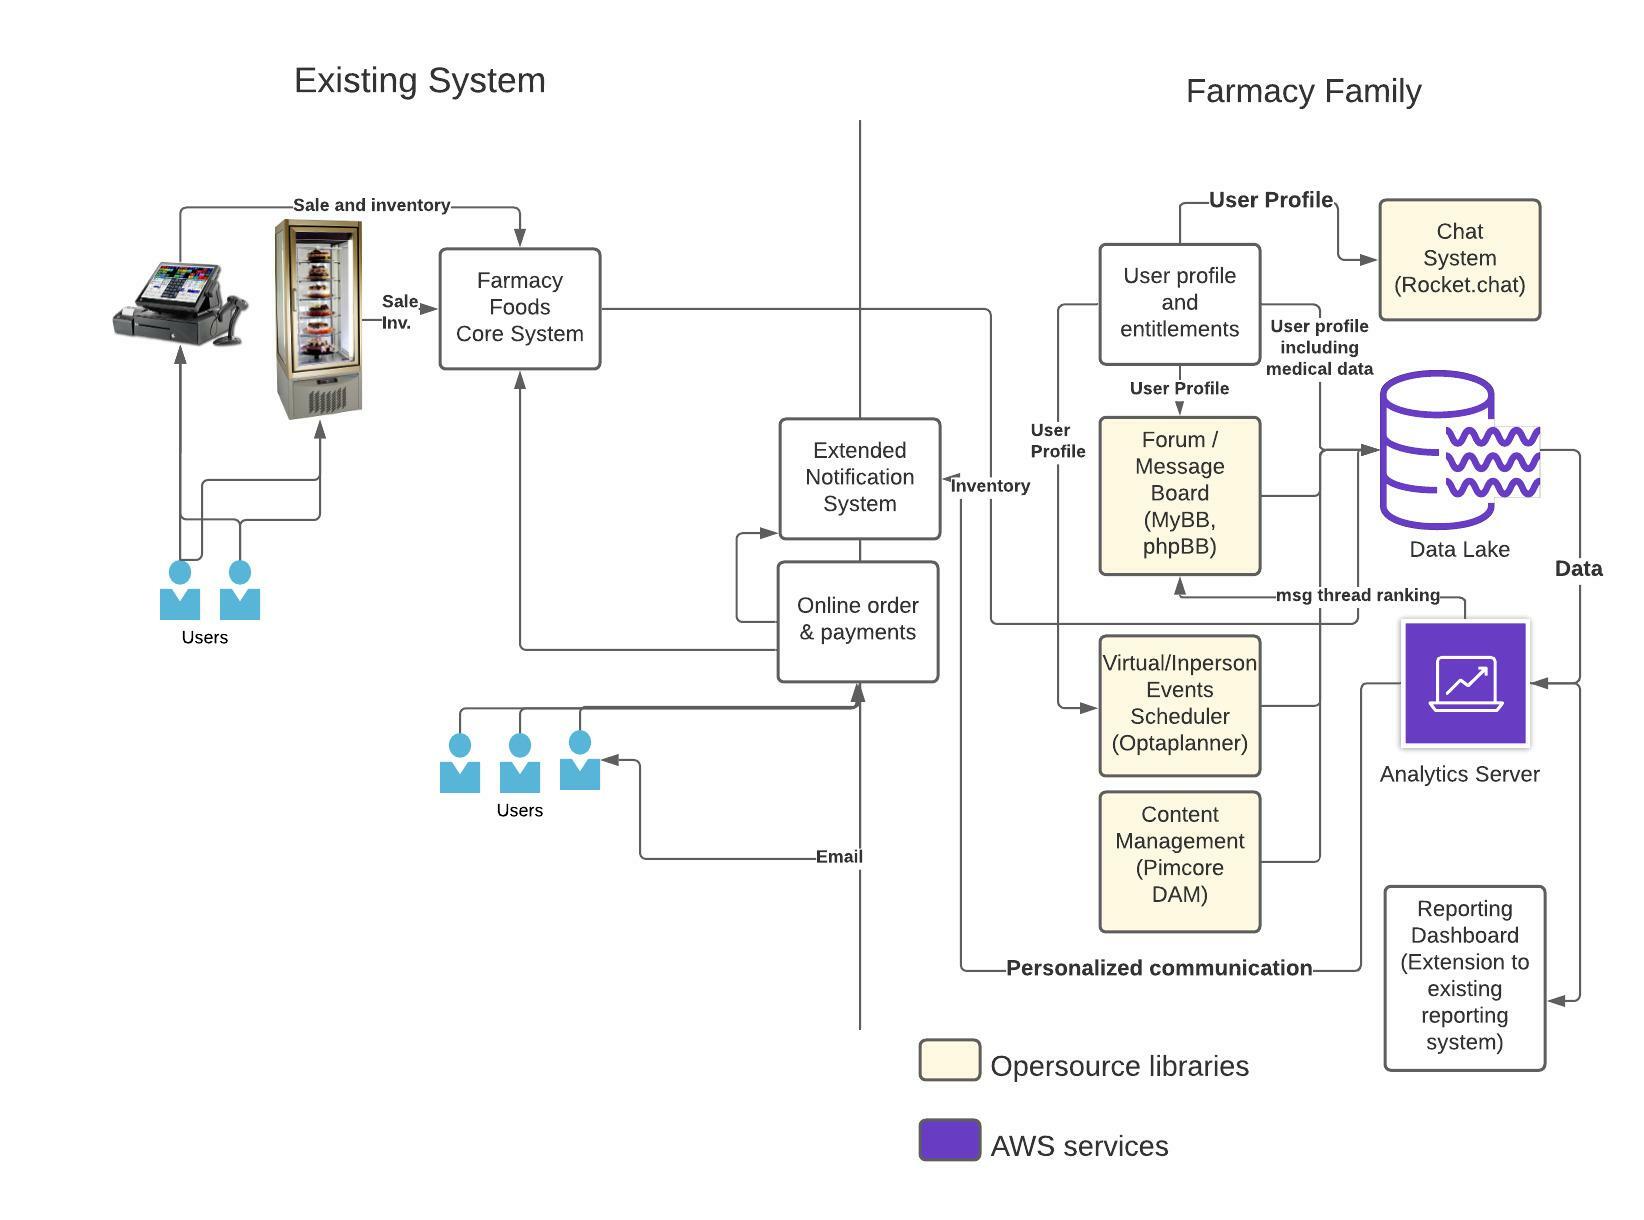 Existing System
Farmacy Family
Sale and inventory
Sale
Inv.
Farmacy
Foods
Core System
Users
Extended
Notification
System
Inventory
Online order
& payments
Users
Email
User Profile
Chat
System
(Rocket.chat)
User profile
and
entitlements
User profile
including
medical data
User Profile
User
Profile
Forum /
Message
Board
(MyBB,
phpBB)
Data Lake
Data
msg thread ranking
Virtual/Inperson
Events
Scheduler
(Optaplanner)
Analytics Server
Content
Management
(Pimcore
DAM)
Personalized communication
Reporting
Dashboard
(Extension to
existing
reporting
system)
Opersource libraries
AWS services